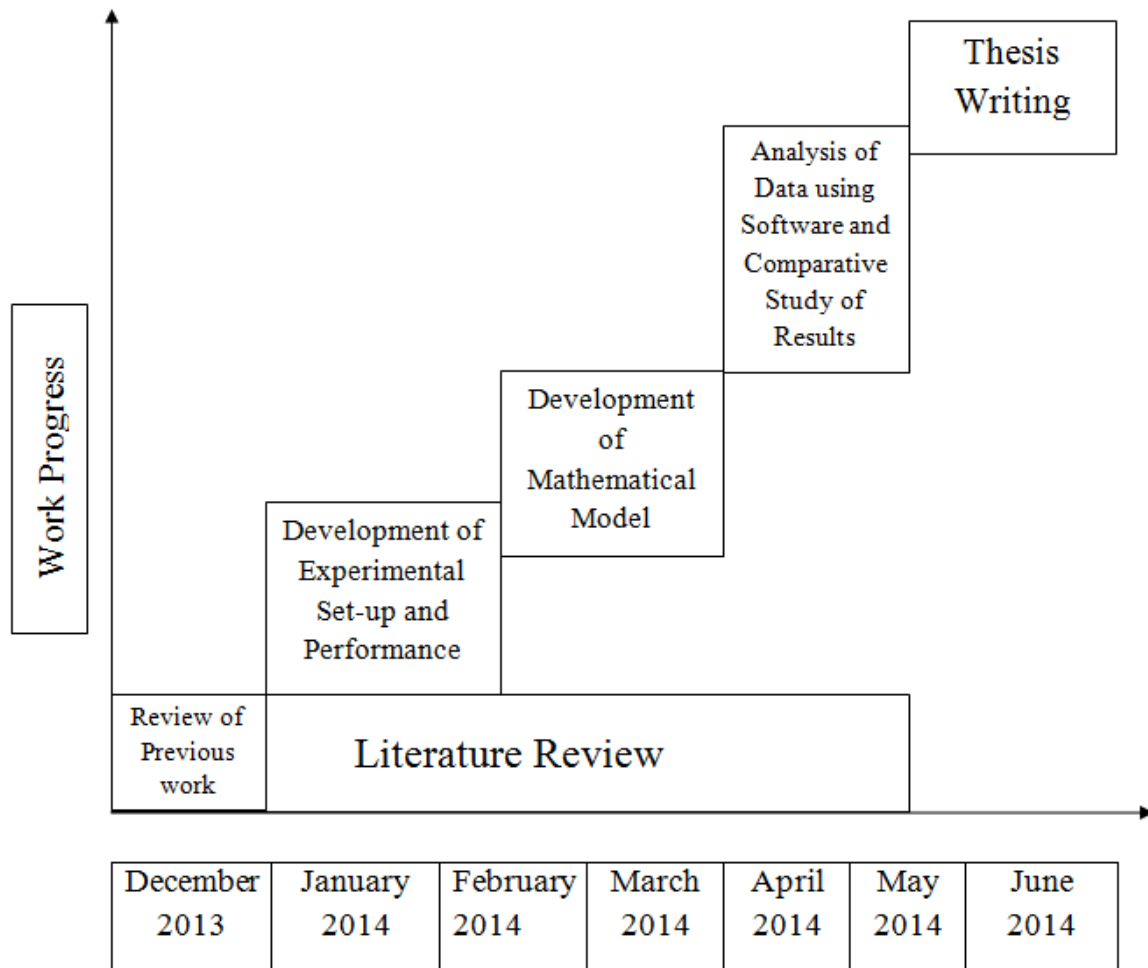 Thesis
Writing
Analysis of
Data using
Software and
Comparative
Study of
Results
Development
of
Mathematical
Model
Development of
Experimental
Set-up and
Performance
Work Progress
Review of
Previous
work
Literature Review
December
2013
January
2014
February
2014
March
2014
April
2014
May
2014
June
2014